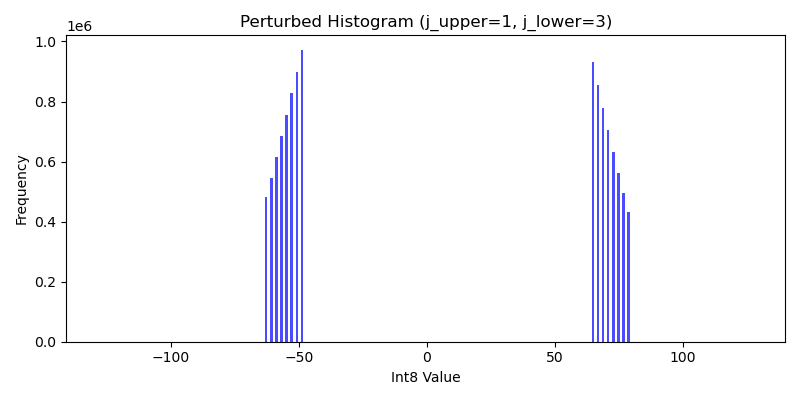 Perturbed Histogram (j_upper=1, j_lower=3)
1e6
1.0
0.8
0.6
0.4
0.2
0.0
Frequency
−100
−50
0
50
100
Int8 Value